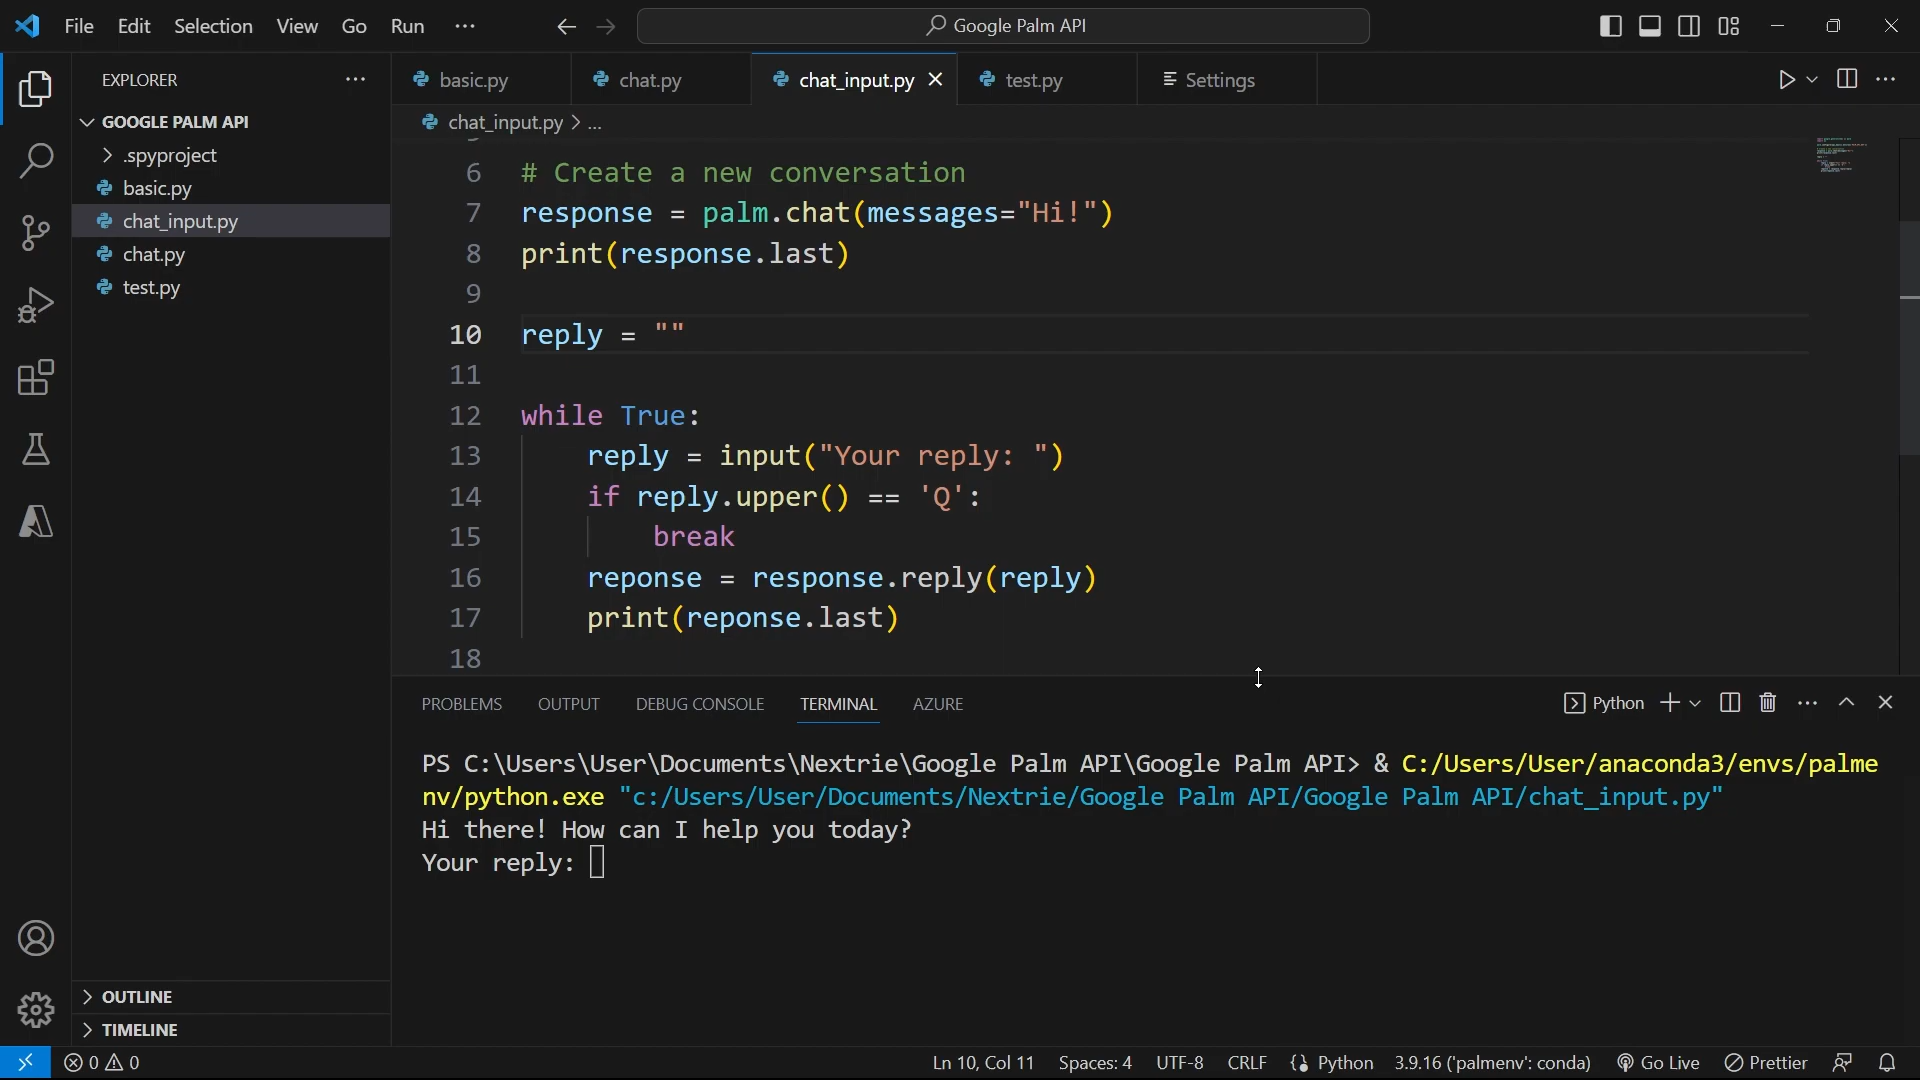 File Edit Selection View Go Run ···
Google Palm API
EXPLORER
GOOGLE PALM API
.spyproject
basic.py
chat_input.py
chat.py
test.py
OUTLINE
TIMELINE
basic.py
chat.py
chat_input.py
test.py
Settings
chat_input.py > ...
6 # Create a new conversation
7 response = palm.chat(messages="Hi!")
8 print(response.last)
9
10 reply = ""
11
12 while True:
13 reply = input("Your reply: ")
14 if reply.upper() == 'Q':
15 break
16 reponse = response.reply(reply)
17 print(reponse.last)
18
PROBLEMS OUTPUT DEBUG CONSOLE TERMINAL AZURE
Python
PS C:\Users\User\Documents\Nextrie\Google Palm API\Google Palm API> & C:/Users/User/anaconda3/envs/palme
nv/python.exe "c:/Users/User/Documents/Nextrie/Google Palm API/Google Palm API/chat_input.py"
Hi there! How can I help you today?
Your reply:
0 0
Ln 10, Col 11 Spaces: 4 UTF-8 CRLF Python 3.9.16 ('palmenv': conda) Go Live Prettier